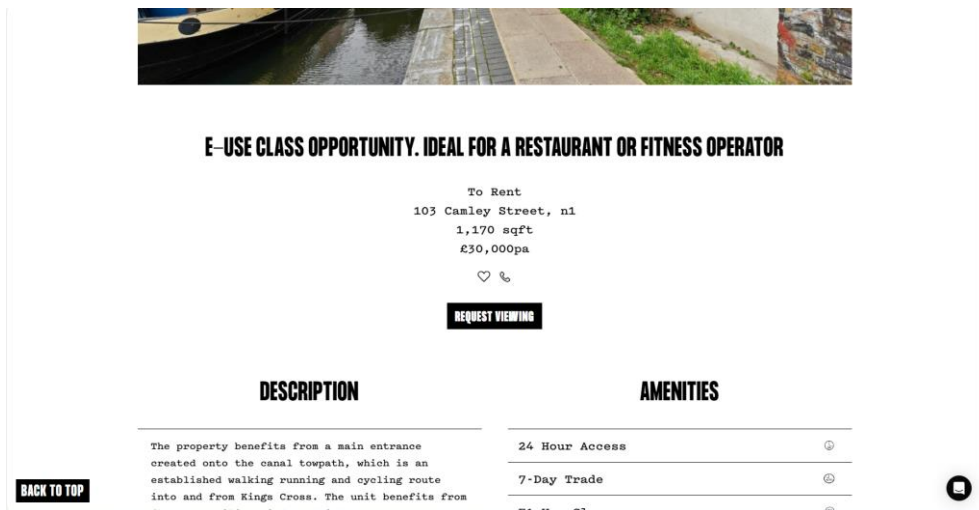 E-USE CLASS OPPORTUNITY. IDEAL FOR A RESTAURANT OR FITNESS OPERATOR
To Rent
103 Camley Street, n1
1,170 sqft
£30,000pa
REQUEST VIEWING
DESCRIPTION
The property benefits from a main entrance
created onto the canal towpath, which is an
established walking running and cycling route
into and from Kings Cross. The unit benefits from
AMENITIES
24 Hour Access
7-Day Trade
BACK TO TOP